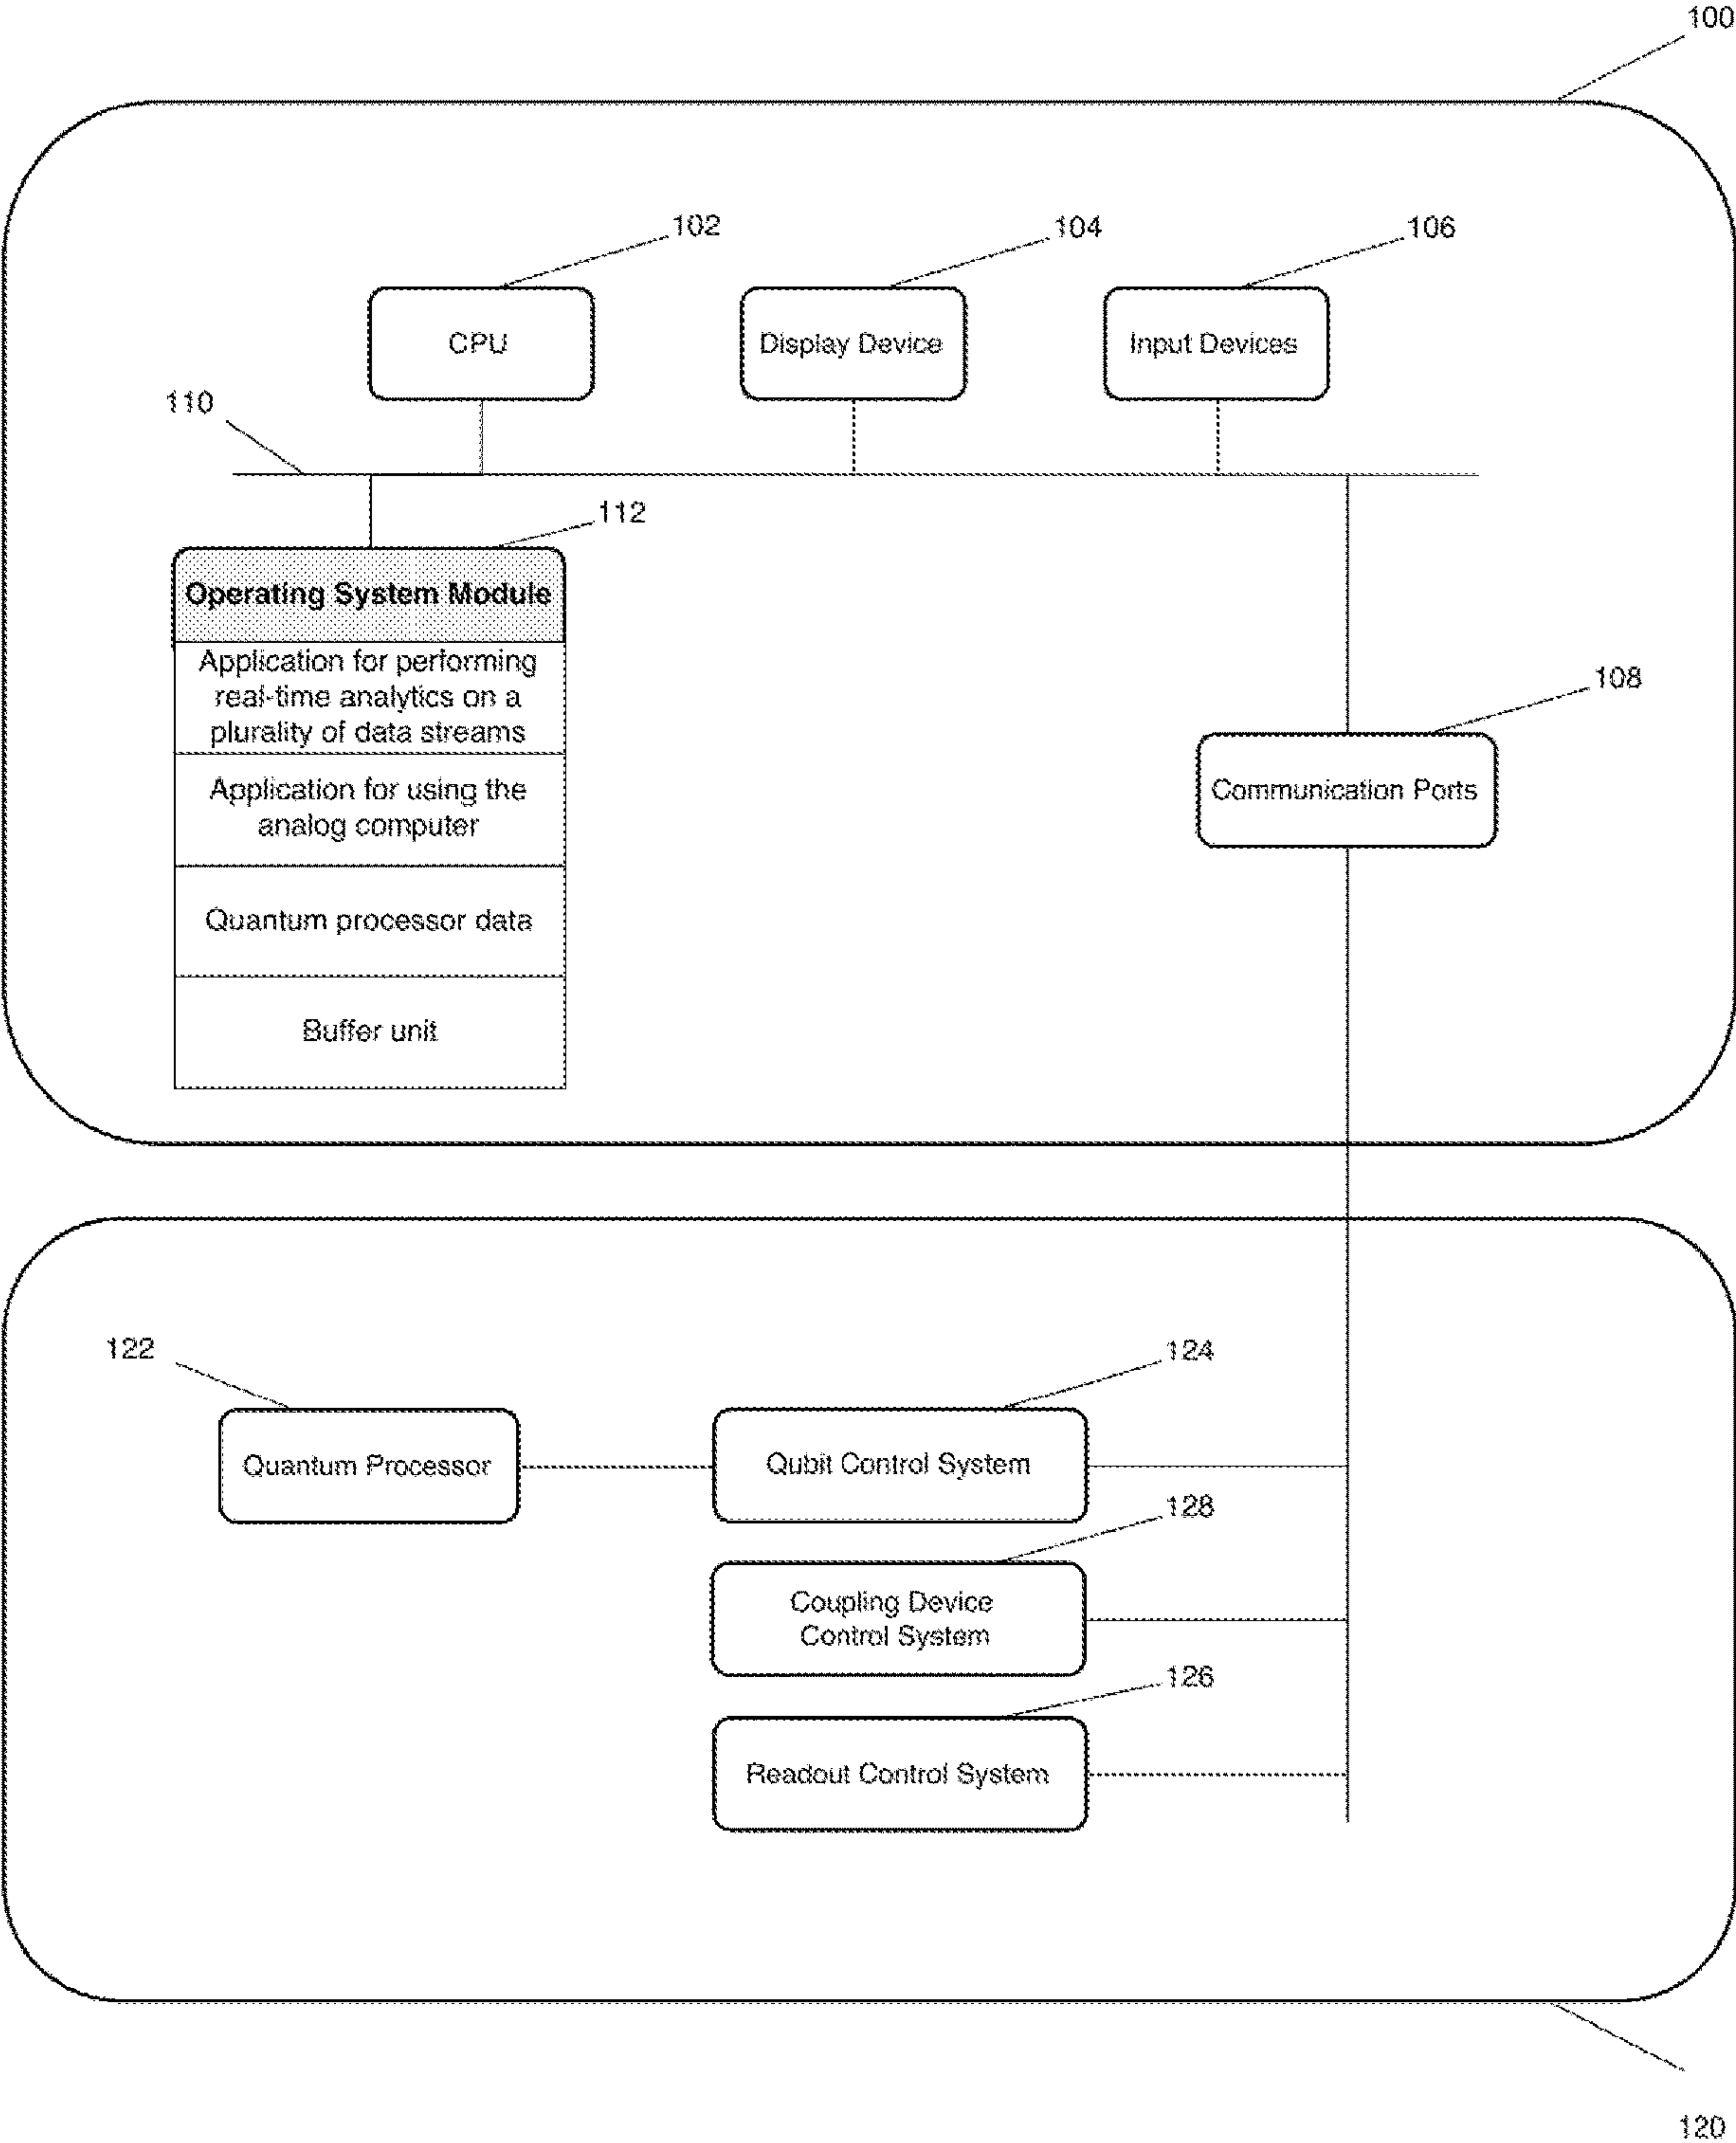 100
102
104
106
CPU
Display Device
Input Devices
110
112
Operating System Module
Application for performing
real-time analytics on a
plurality of data streams
Application for using the
analog computer
Quantum processor data
Buffer unit
108
Communication Ports
122
124
Quantum Processor
Qubit Control System
128
Coupling Device
Control System
126
Readout Control System
120